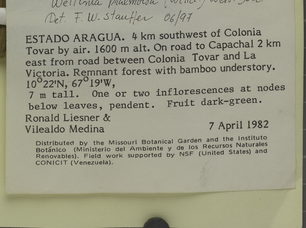 Det F. W. Stauffer 06/97
ESTADO ARAGUA. 4 km southwest of Colonia
Tovar by air. 1600 m alt. On road to Capachal 2 km
east from road between Colonia Tovar and La
Victoria. Remnant forest with bamboo understory.
10°22'N, 67°19'W,
7 m tall. One or two inflorescences at nodes
below leaves, pendent. Fruit dark-green.
Ronald Liesner &
Vilealdo Medina 7 April 1982
Distributed by the Missouri Botanical Garden and the Instituto
Botánico (Ministerio del Ambiente y de los Recursos Naturales
Renovables). Field work supported by NSF (United States) and
CONICIT (Venezuela).